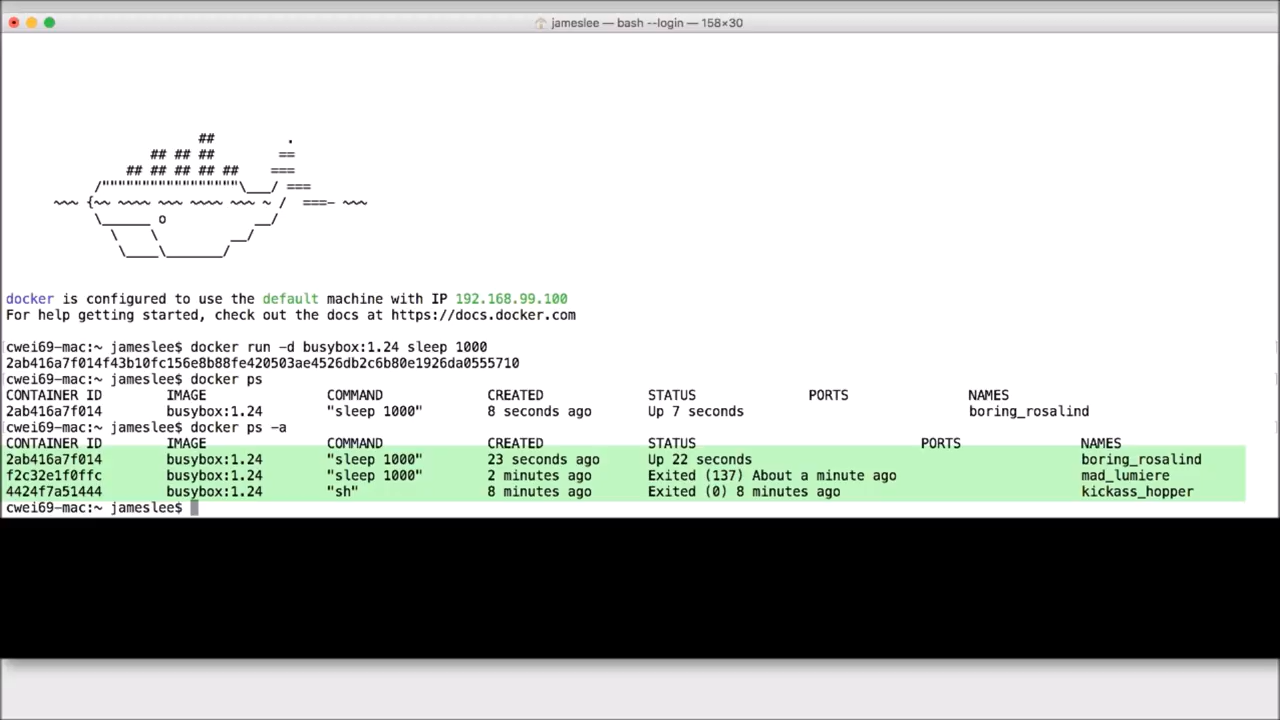 jameslee — bash --login — 158×30
                        ##         .
                  ## ## ##        ==
               ## ## ## ## ##    ===
           /"""""""""""""""""\___/ ===
      ~~~ {~~ ~~~~ ~~~ ~~~~ ~~~ ~ /  ===- ~~~
           \______ o           __/
             \    \         __/
              \____\_______/
docker is configured to use the default machine with IP 192.168.99.100
For help getting started, check out the docs at https://docs.docker.com
cwei69-mac:~ jameslee$ docker run -d busybox:1.24 sleep 1000
2ab416a7f014f43b10fc156e8b88fe420503ae4526db2c6b80e1926da0555710
cwei69-mac:~ jameslee$ docker ps
CONTAINER ID        IMAGE               COMMAND             CREATED             STATUS              PORTS               NAMES
2ab416a7f014        busybox:1.24        "sleep 1000"        8 seconds ago       Up 7 seconds                            boring_rosalind
cwei69-mac:~ jameslee$ docker ps -a
CONTAINER ID        IMAGE               COMMAND             CREATED             STATUS                            PORTS               NAMES
2ab416a7f014        busybox:1.24        "sleep 1000"        23 seconds ago      Up 22 seconds                                         boring_rosalind
f2c32e1f0ffc        busybox:1.24        "sleep 1000"        2 minutes ago       Exited (137) About a minute ago                       mad_lumiere
4424f7a51444        busybox:1.24        "sh"                8 minutes ago       Exited (0) 8 minutes ago                              kickass_hopper
cwei69-mac:~ jameslee$